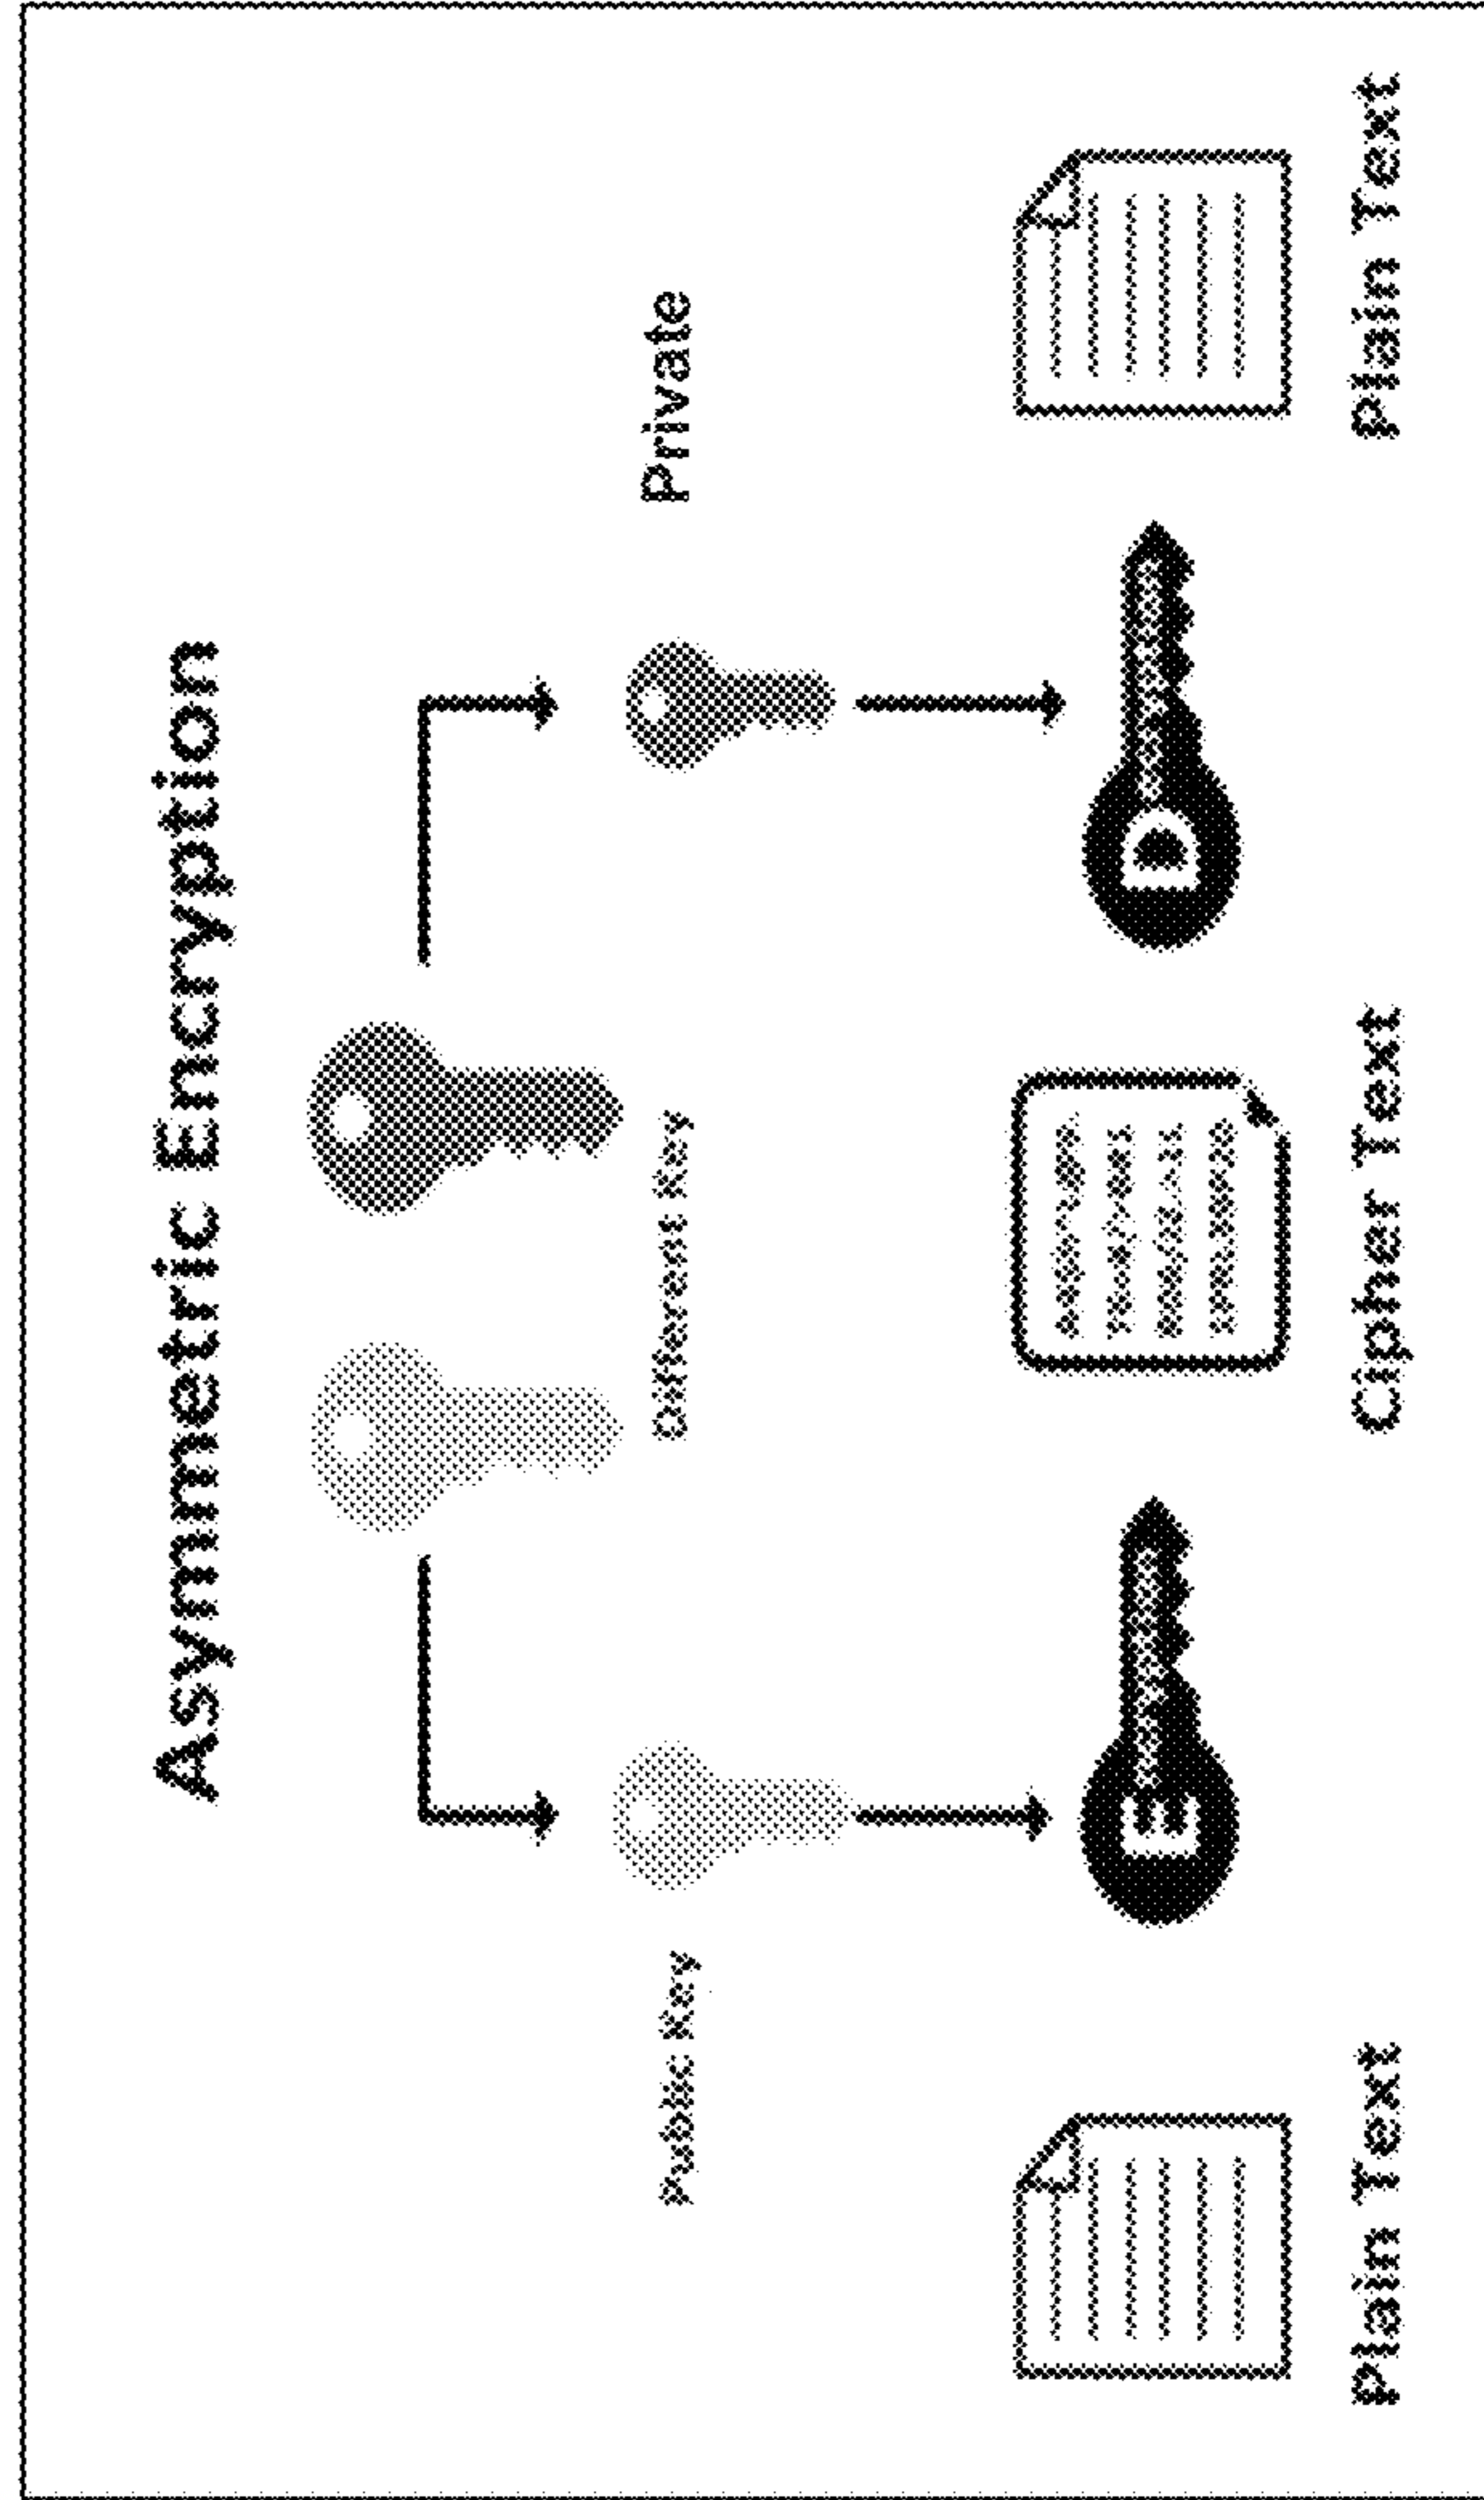 Asymmetric Encryption
Public Key
Different Key
Private
E
D
Plain Text
Cipher Text
Plain Text